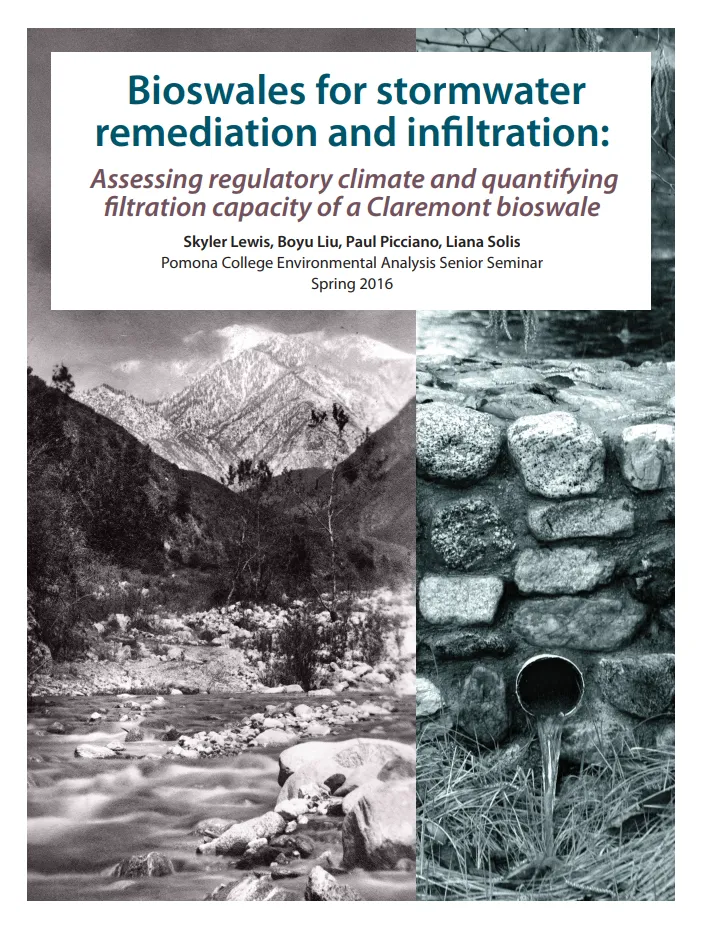 Bioswales for stormwater
remediation and infiltration:
Assessing regulatory climate and quantifying
filtration capacity of a Claremont bioswale
Skyler Lewis, Boyu Liu, Paul Picciano, Liana Solis
Pomona College Environmental Analysis Senior Seminar
Spring 2016